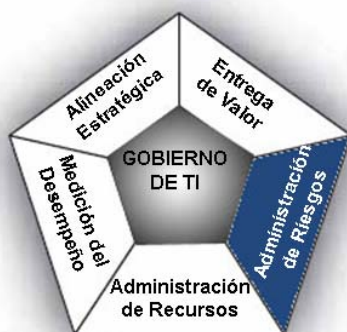 Alineación
Estratégica
Entrega
de Valor
GOBIERNO
DE TI
Medición del
Desempeño
Administración
de Riesgos
Administración
de Recursos